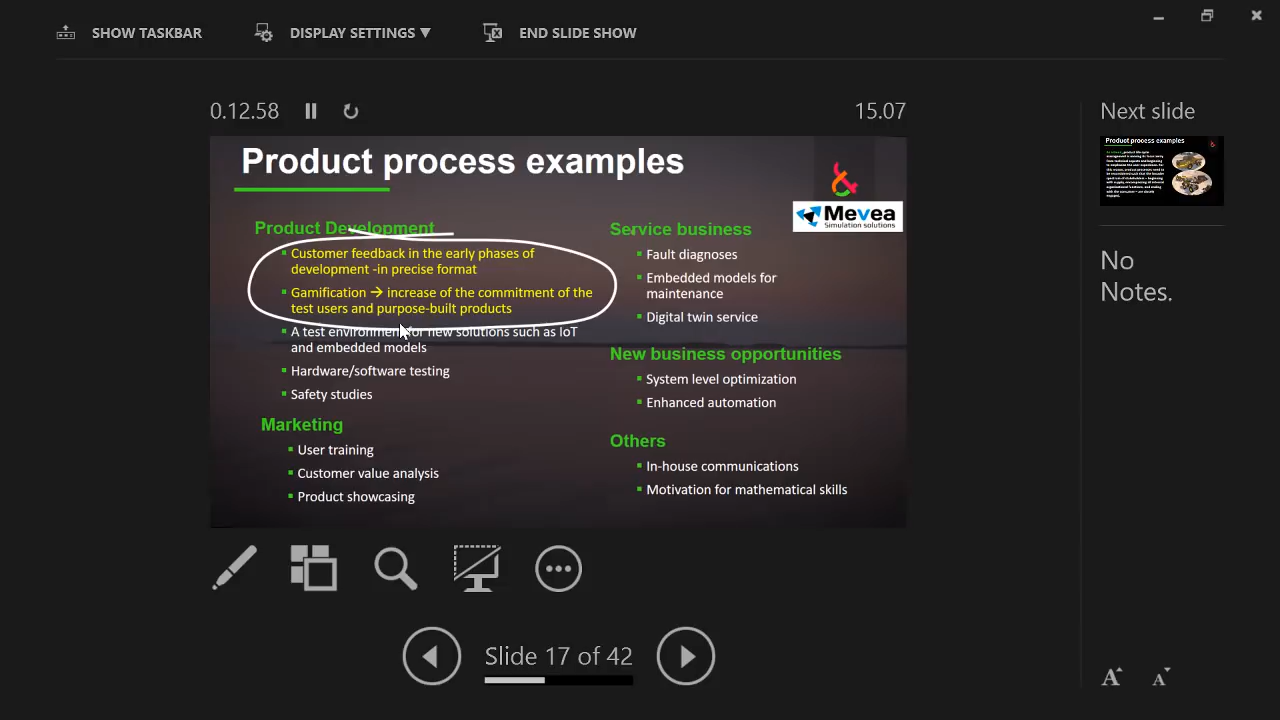 SHOW TASKBAR
DISPLAY SETTINGS ▼
END SLIDE SHOW
0.12.58
15.07
Next slide
Product process examples
Mevea
Simulation solutions
Product Development
Customer feedback in the early phases of
development -in precise format
Gamification → increase of the commitment of the
test users and purpose-built products
A test environment for new solutions such as IoT
and embedded models
Hardware/software testing
Safety studies
Marketing
User training
Customer value analysis
Product showcasing
Service business
Fault diagnoses
Embedded models for
maintenance
Digital twin service
New business opportunities
System level optimization
Enhanced automation
Others
In-house communications
Motivation for mathematical skills
Product process examples
No
Notes.
Slide 17 of 42
A
A